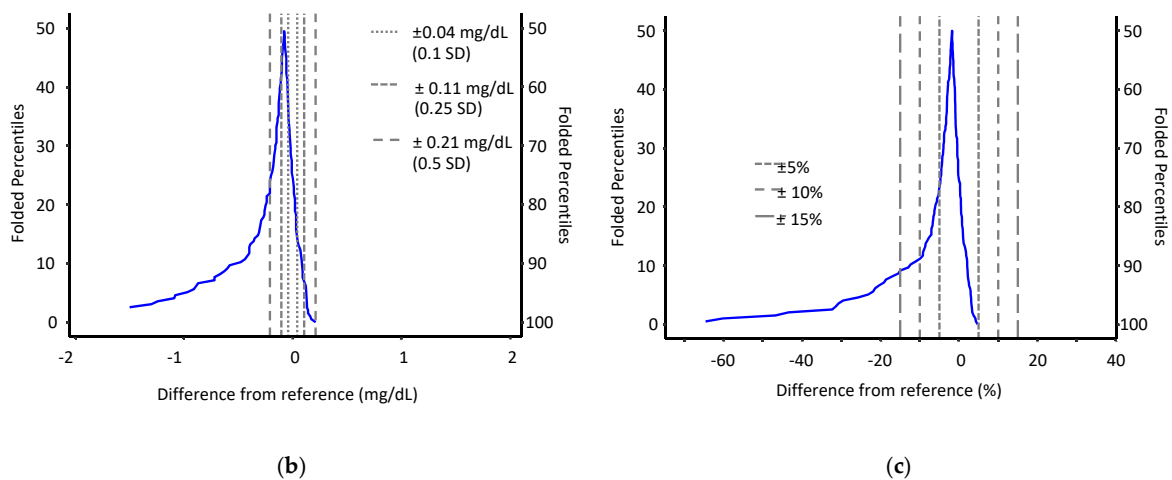 50
40
30
20
10
0
Folded Percentiles
-2
-1
0
1
2
50
60
70
80
90
100
Folded Percentiles
±0.04 mg/dL
(0.1 SD)
± 0.11 mg/dL
(0.25 SD)
± 0.21 mg/dL
(0.5 SD)
Difference from reference (mg/dL)
(b)
50
40
30
20
10
0
Folded Percentiles
-60
-40
-20
0
20
40
50
60
70
80
90
100
Folded Percentiles
±5%
± 10%
± 15%
Difference from reference (%)
(c)